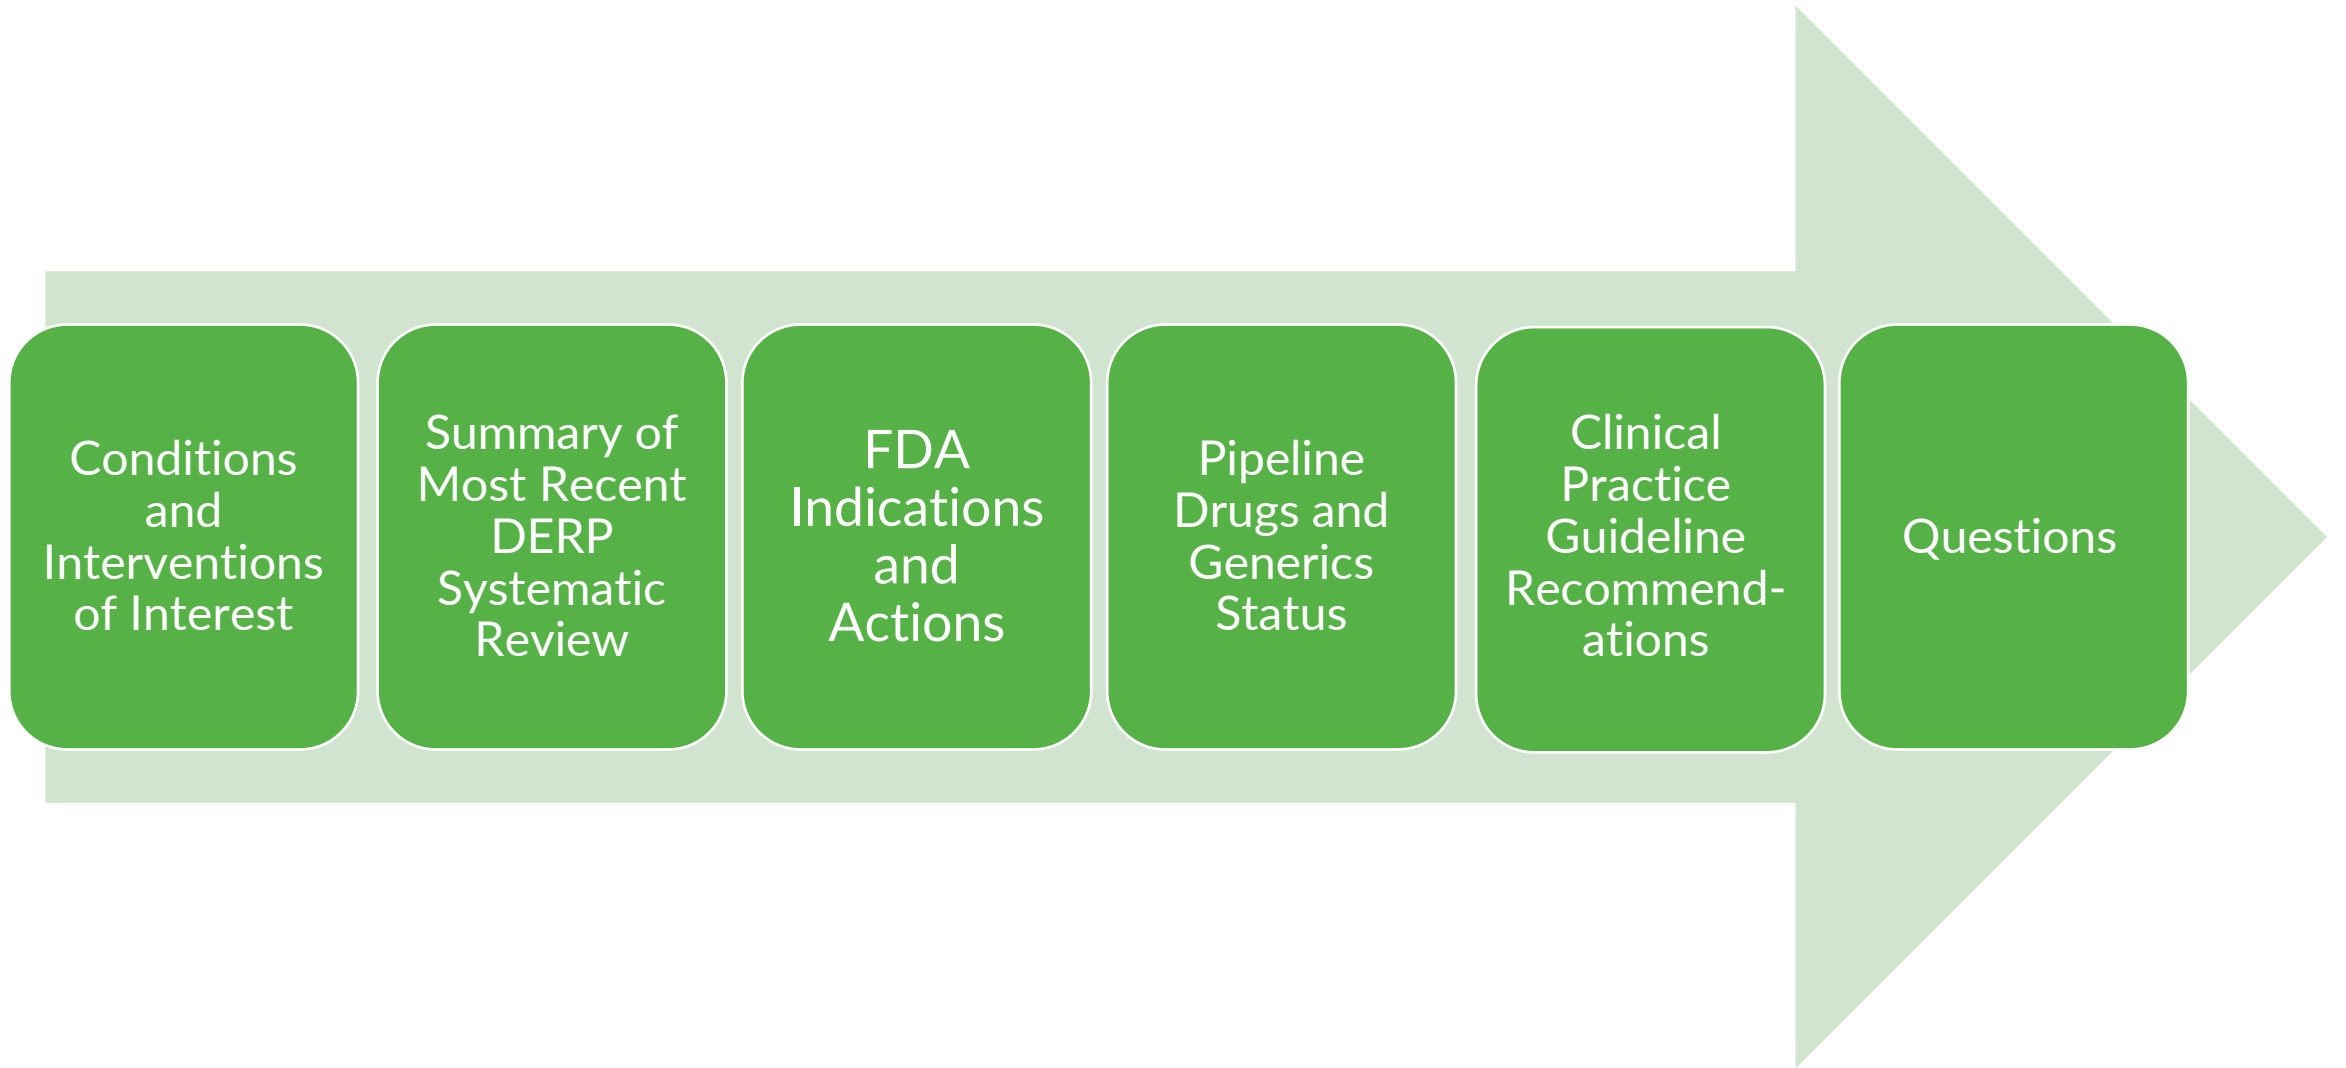 Conditions
and
Interventions
of Interest
Summary of
Most Recent
DERP
Systematic
Review
FDA
Indications
and
Actions
Pipeline
Drugs and
Generics
Status
Clinical
Practice
Guideline
Recommend-
ations
Questions